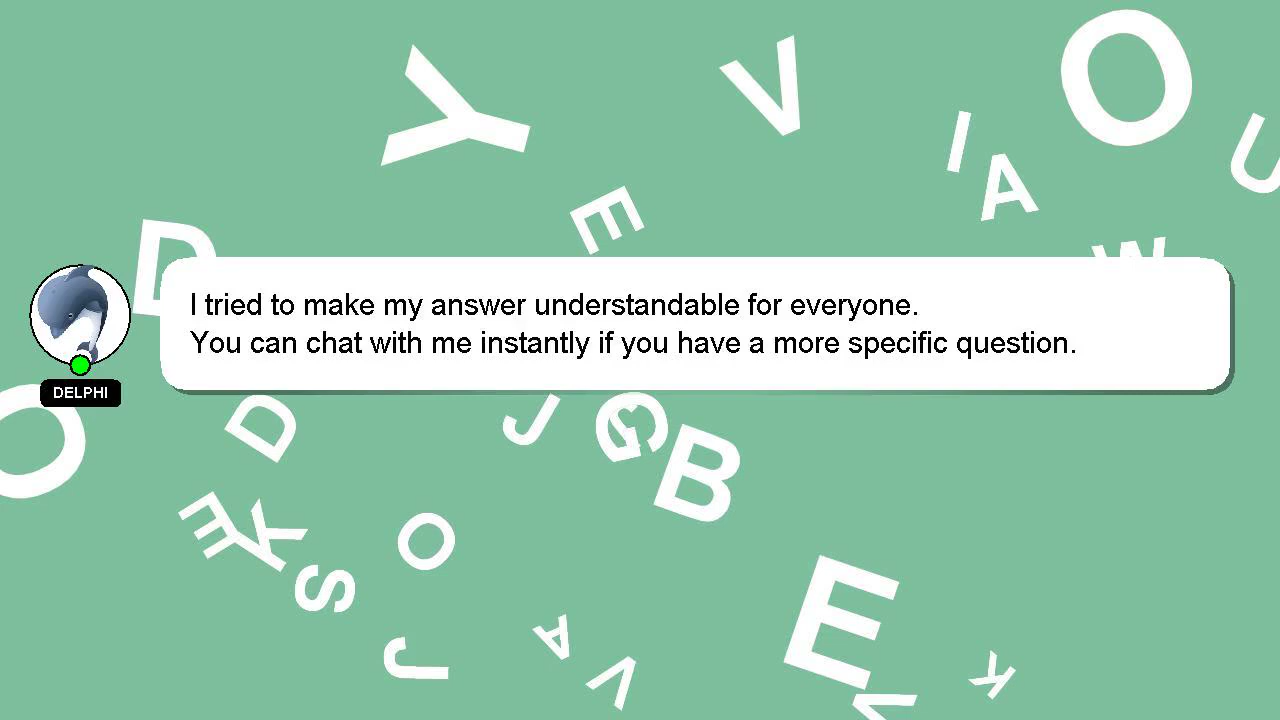 Y
V
O
I
A
U
E
D
W
I tried to make my answer understandable for everyone.
You can chat with me instantly if you have a more specific question.
DELPHI
O
D
J
G
B
E
K
O
S
E
A
J
V
K
V